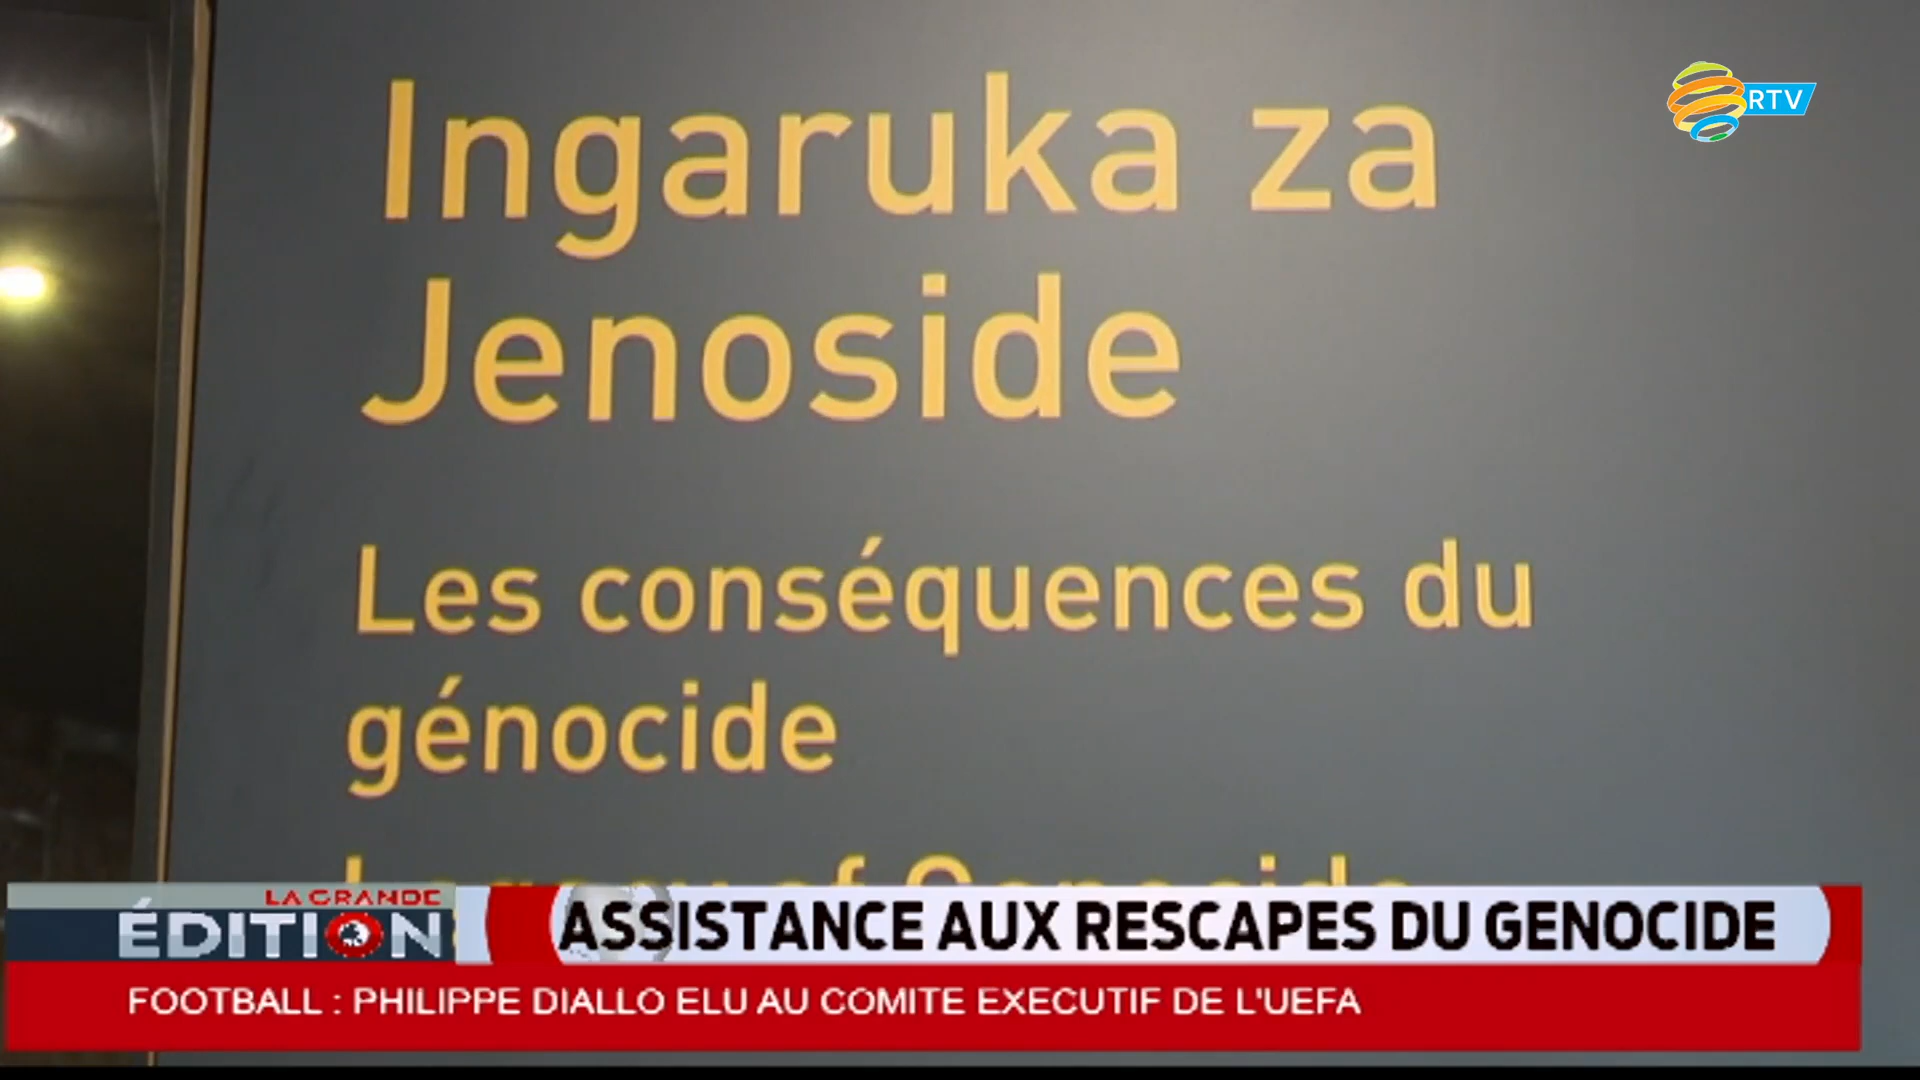 Ingaruka za
Jenoside
Les conséquences du
génocide
RTV
LA GRANDE
ÉDITION
ASSISTANCE AUX RESCAPES DU GENOCIDE
FOOTBALL : PHILIPPE DIALLO ELU AU COMITE EXECUTIF DE L'UEFA